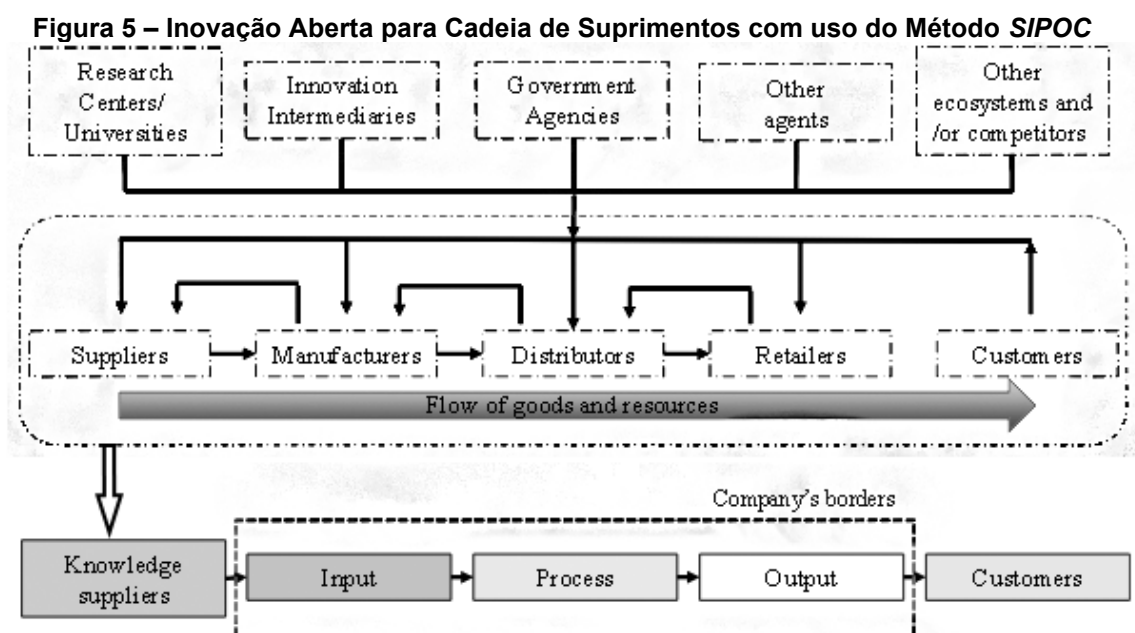 Figura 5 – Inovação Aberta para Cadeia de Suprimentos com uso do Método SIPOC
Research
Centers/
Universities
Innovation
Intermediaries
Government
Agencies
Other
agents
Other
ecosystems and
/or competitors
Suppliers
Manufacturers
Distributors
Retailers
Customers
Flow of goods and resources
Company's borders
Knowledge
suppliers
Input
Process
Output
Customers